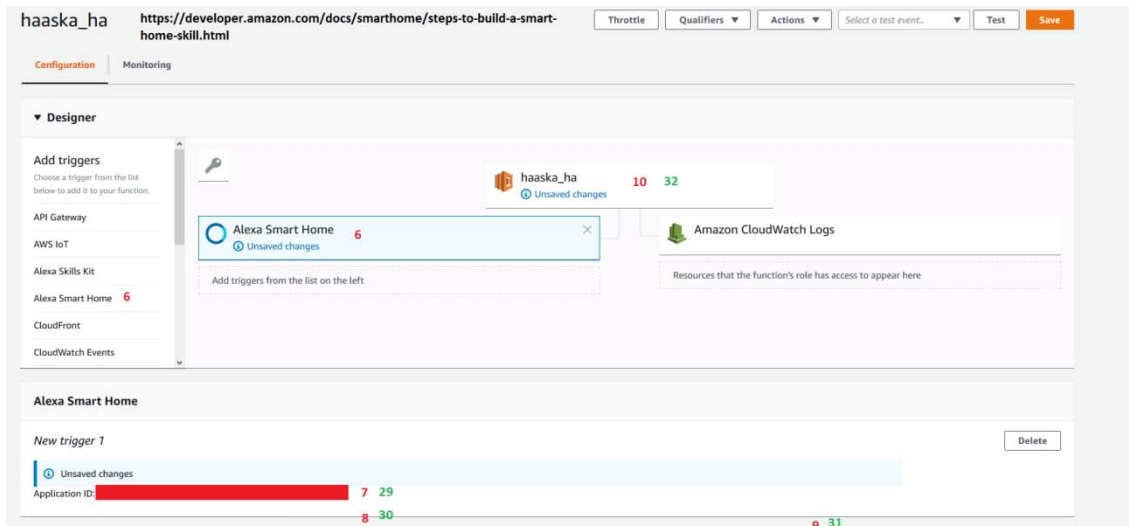 haaska_ha
https://developer.amazon.com/docs/smarthome/steps-to-build-a-smart-
home-skill.html
Throttle
Qualifiers
Actions
Select a test event..
Test
Save
Configuration
Monitoring
Designer
Add triggers
Choose a trigger from the list
below to add it to your function.
API Gateway
AWS IoT
Alexa Skills Kit
Alexa Smart Home 6
CloudFront
CloudWatch Events
haaska_ha 10 32
Unsaved changes
Alexa Smart Home 6
Unsaved changes
Add triggers from the list on the left
Amazon CloudWatch Logs
Resources that the function's role has access to appear here
Alexa Smart Home
New trigger 1
Delete
Unsaved changes
Application ID: 7 29
8 30
9 31